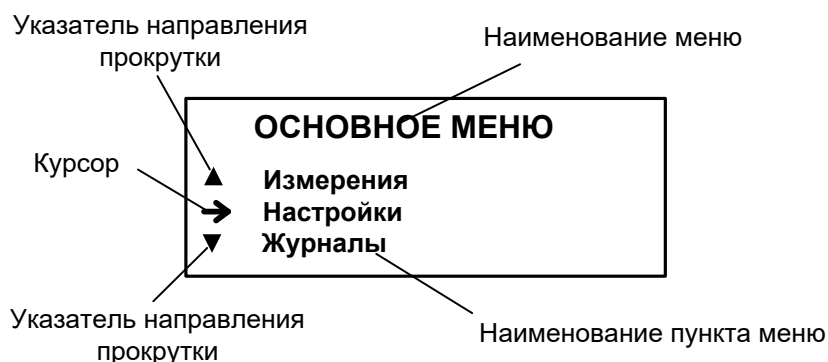 Указатель направления
прокрутки
Наименование меню
ОСНОВНОЕ МЕНЮ
Курсор
Измерения
Настройки
Журналы
Указатель направления
прокрутки
Наименование пункта меню